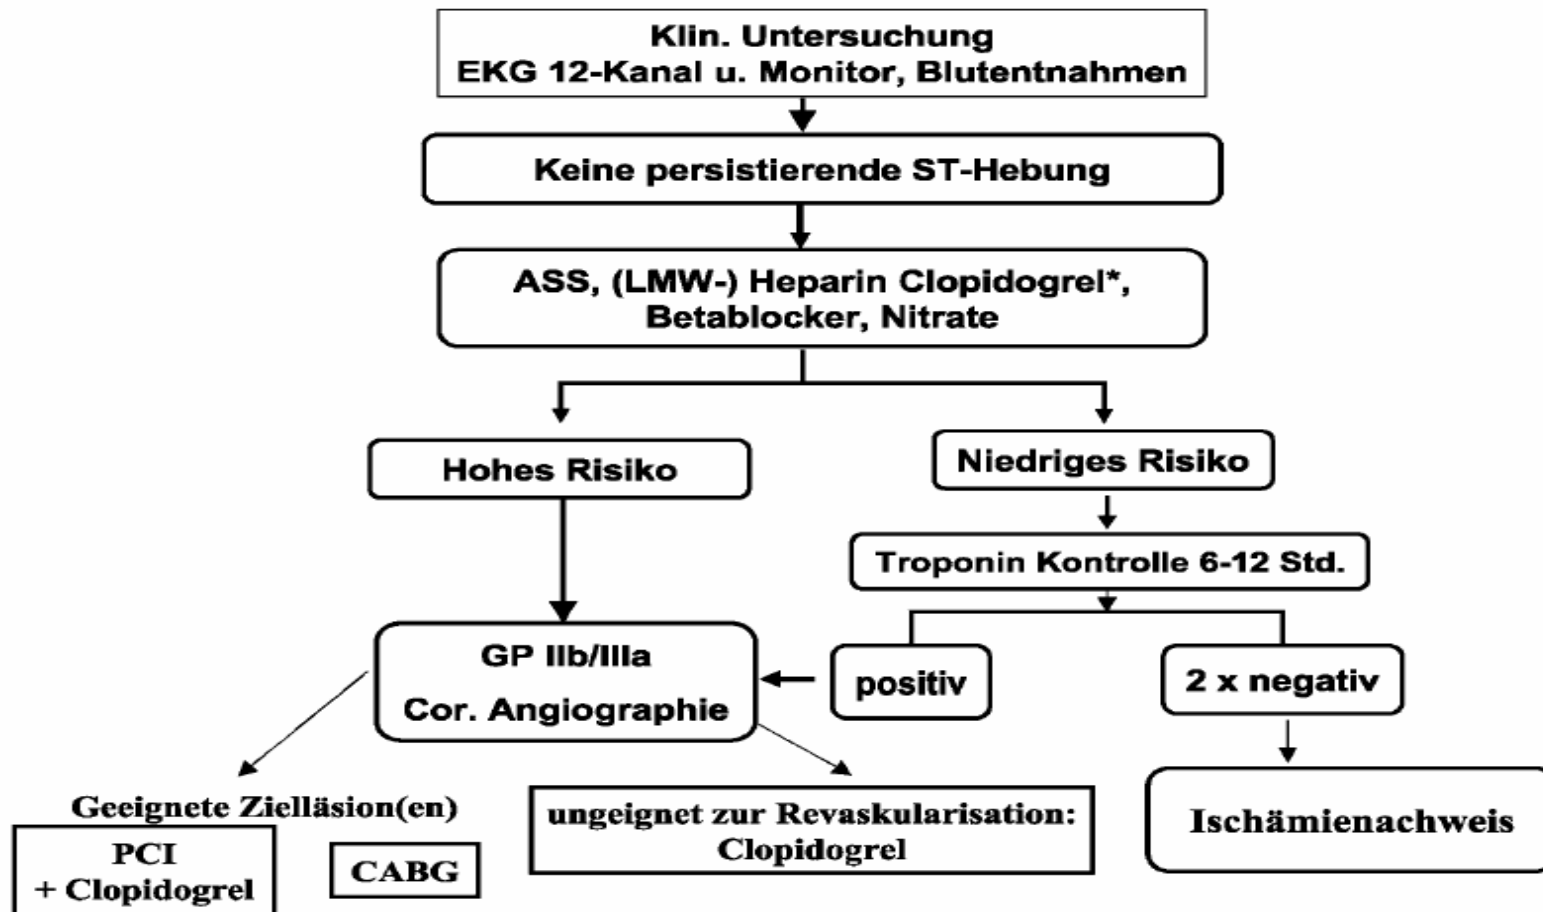 Klin. Untersuchung
EKG 12-Kanal u. Monitor, Blutentnahmen
Keine persistierende ST-Hebung
ASS, (LMW-) Heparin Clopidogrel*,
Betablocker, Nitrate
Hohes Risiko
Niedriges Risiko
Troponin Kontrolle 6-12 Std.
GP IIb/IIIa
Cor. Angiographie
positiv
2 x negativ
Geeignete Zielläsion(en)
PCI
+ Clopidogrel
CABG
ungeignet zur Revaskularisation:
Clopidogrel
Ischämienachweis